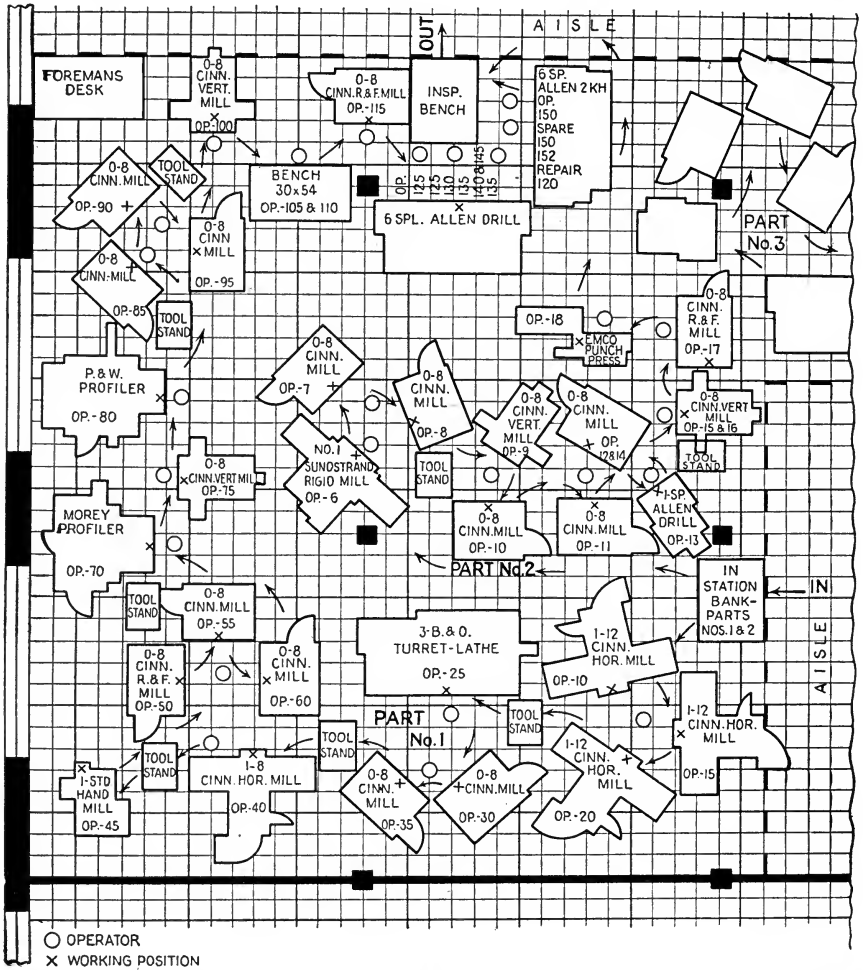 OUT
AISLE
FOREMANS
DESK
0-8
CINN.
VERT.
MILL
OP.-100
0-8
CINN.R.&F.MILL
OP.-115
INSP.
BENCH
6 SP.
ALLEN 2KH
OP.
150
SPARE
150
152
REPAIR
120
0-8
CINN.MILL
OP.-90
TOOL
STAND
BENCH
30x54
OP.-105 & 110
OP.
125
125
130
135
140&145
135
6 SPL. ALLEN DRILL
PART
No.3
0-8
CINN.-MILL
OP.-85
0-8
CINN
MILL
OP.-95
TOOL
STAND
OP.-18
EMCO
PUNCH
PRESS
0-8
CINN.
R.&F.
MILL
OP.-17
P.&W.
PROFILER
OP.-80
0-8
CINN.
MILL
OP.-7
0-8
CINN.
MILL
OP.-8
0-8
CINN.
VERT.
MILL
OP.-9
0-8
CINN.
MILL
OP.
12&14
0-8
CINN.VERT
MILL
OP.-15 & 16
TOOL
STAND
0-8
CINN.VERT.MILL
OP.-75
NO.1
SUNDSTRAND
RIGID MILL
OP.-6
TOOL
STAND
1-SP.
ALLEN
DRILL
OP.-13
MOREY
PROFILER
OP.-70
0-8
CINN.MILL
OP.-10
0-8
CINN.MILL
OP.-11
PART No.2
IN
STATION
BANK-
PARTS
NOS.1 & 2
IN
AISLE
TOOL
STAND
0-8
CINN.MILL
OP.-55
3-B.&O.
TURRET-LATHE
OP.-25
1-12
CINN.
HOR.MILL
OP.-10
0-8
CINN.
R.&F.
MILL
OP.-50
0-8
CINN.
MILL
OP.-60
PART
No.1
TOOL
STAND
1-12
CINN.HOR.
MILL
OP.-15
TOOL
STAND
TOOL
STAND
1-STD
HAND
MILL
OP.-45
1-8
CINN. HOR. MILL
OP.-40
0-8
CINN.
MILL
OP.-35
0-8
CINN.MILL
OP.-30
1-12
CINN.
HOR.
MILL
OP.-20
OPERATOR
X WORKING POSITION